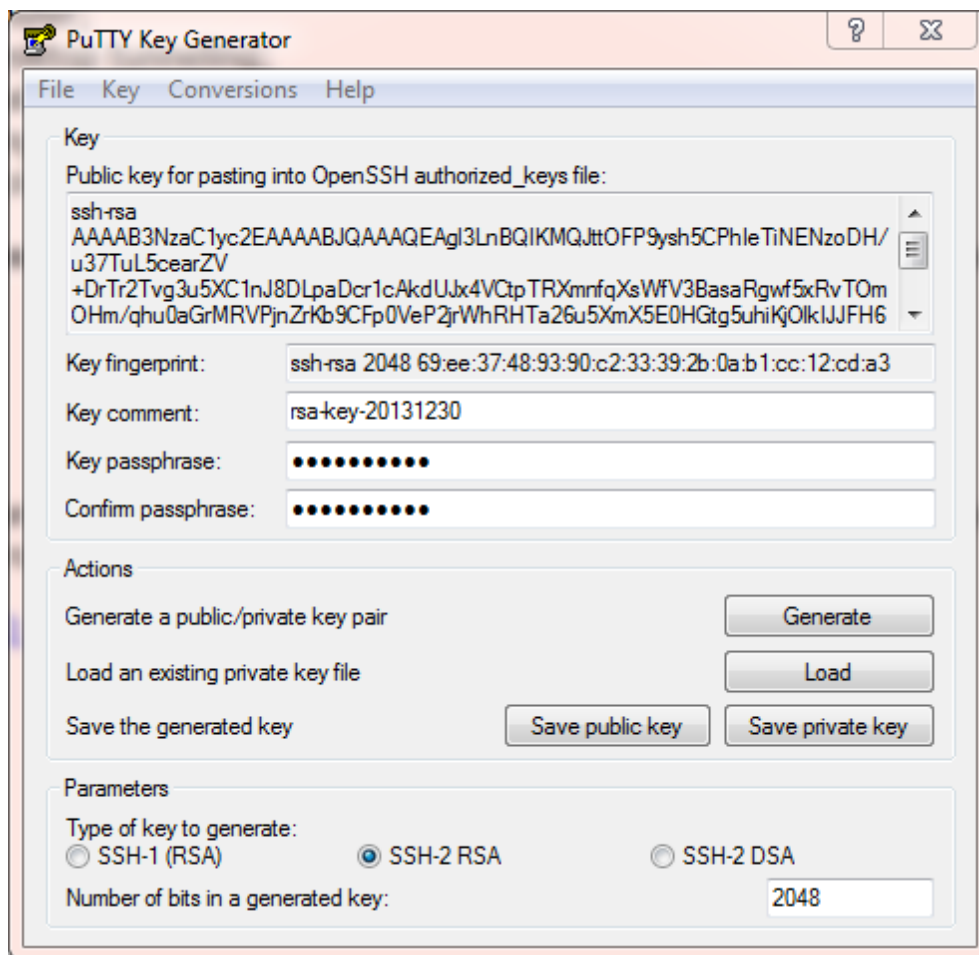 PuTTY Key Generator
File Key Conversions Help
Key
Public key for pasting into OpenSSH authorized_keys file:
ssh-rsa
AAAAB3NzaC1yc2EAAAABJQAAAQEAgI3LnBQIKMQJttOFP9ysh5CPhIeTiNENzoDH/
u37TuL5cearZV
+DrTr2Tvg3u5XC1nJ8DLpaDcr1cAkdUJx4VCtpTRXmnfqXsWfV3BasaRgwf5xRvTOm
OHm/qhu0aGrMRVPjnZrKb9CFp0VeP2jrWhRHTa26u5XmX5E0HGtg5uhiKjOlkIJJFH6
Key fingerprint: ssh-rsa 2048 69:ee:37:48:93:90:c2:33:39:2b:0a:b1:cc:12:cd:a3
Key comment: rsa-key-20131230
Key passphrase: ••••••••••
Confirm passphrase: ••••••••••
Actions
Generate a public/private key pair Generate
Load an existing private key file Load
Save the generated key Save public key Save private key
Parameters
Type of key to generate:
SSH-1 (RSA) SSH-2 RSA SSH-2 DSA
Number of bits in a generated key: 2048